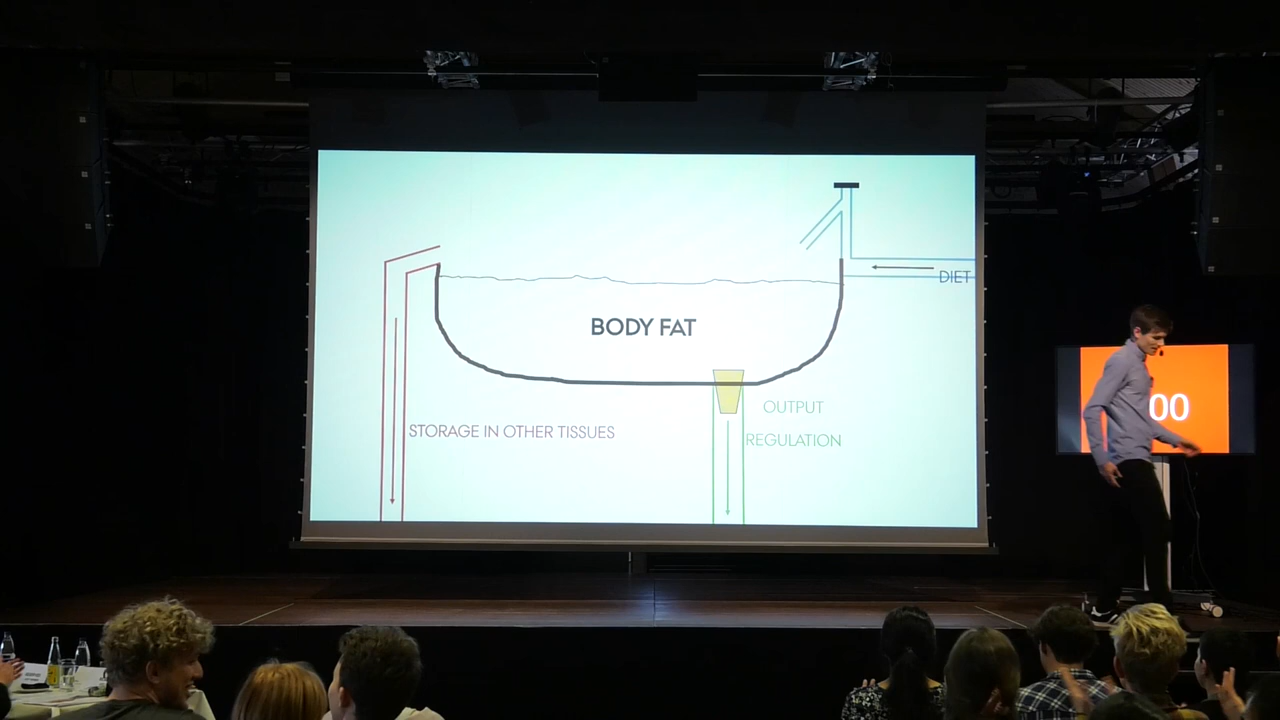 DIET
BODY FAT
OUTPUT
REGULATION
STORAGE IN OTHER TISSUES
00